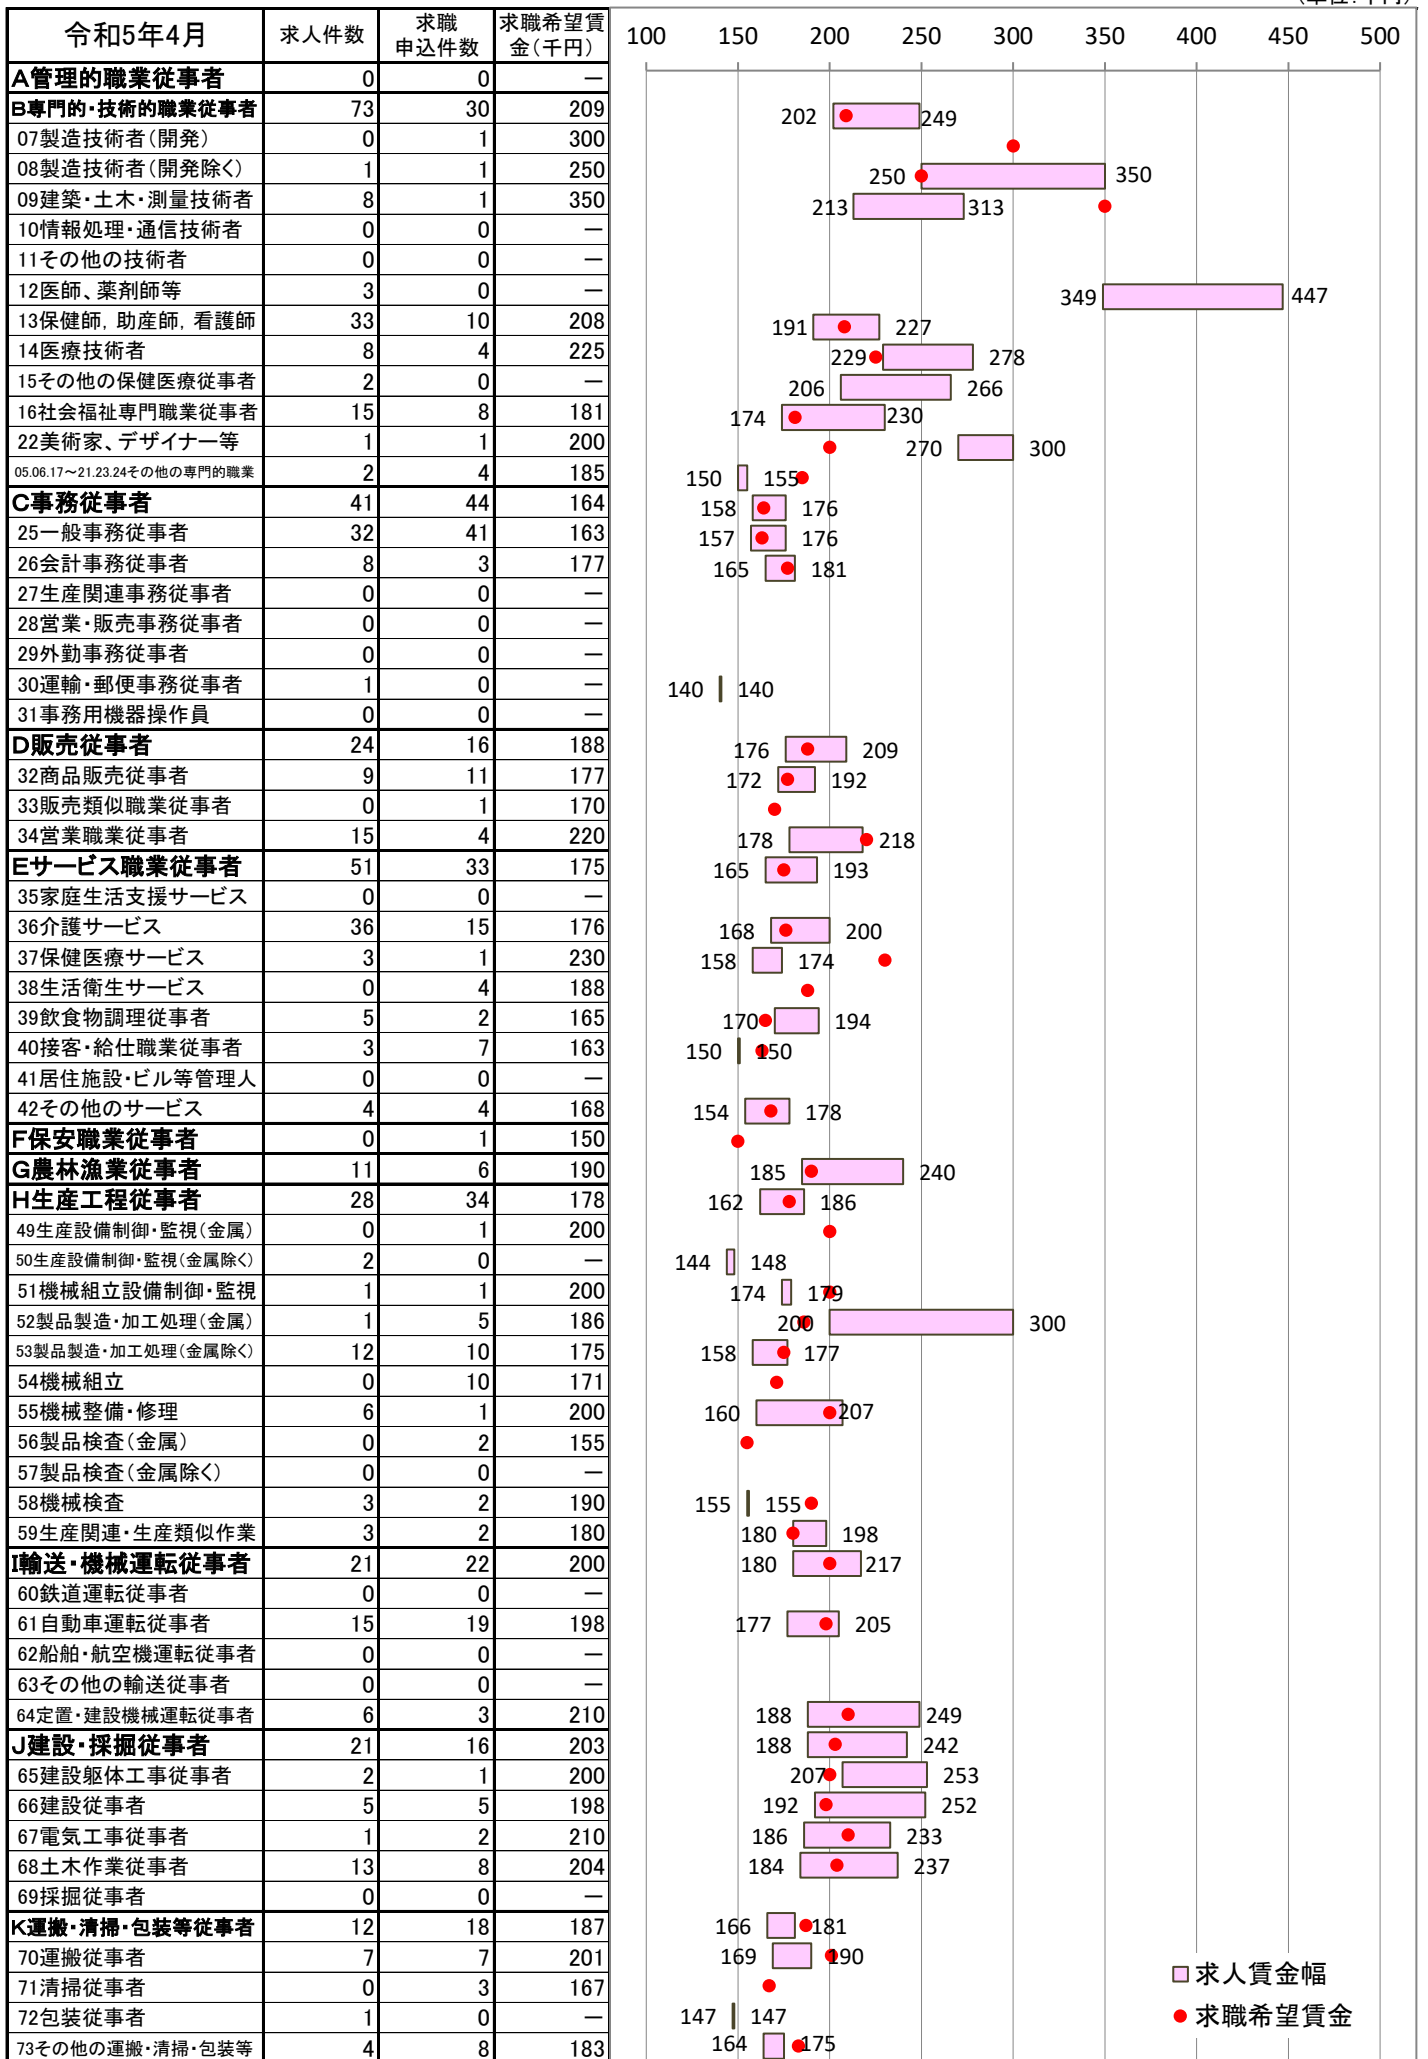 (単位:千円)
令和5年4月 求人件数 求職申込件数 求職希望賃金(千円) 100 150 200 250 300 350 400 450 500
A管理的職業従事者 0 0 ―
B専門的・技術的職業従事者 73 30 209 202 249
07製造技術者(開発) 0 1 300
08製造技術者(開発除く) 1 1 250 250 350
09建築・土木・測量技術者 8 1 350 213 313
10情報処理・通信技術者 0 0 ―
11その他の技術者 0 0 ―
12医師、薬剤師等 3 0 ― 349 447
13保健師,助産師,看護師 33 10 208 191 227
14医療技術者 8 4 225 229 278
15その他の保健医療従事者 2 0 ― 206 266
16社会福祉専門職業従事者 15 8 181 174 230
22美術家、デザイナー等 1 1 200 270 300
05.06.17~21.23.24その他の専門的職業 2 4 185 150 155
C事務従事者 41 44 164 158 176
25一般事務従事者 32 41 163 157 176
26会計事務従事者 8 3 177 165 181
27生産関連事務従事者 0 0 ―
28営業・販売事務従事者 0 0 ―
29外勤事務従事者 0 0 ―
30運輸・郵便事務従事者 1 0 ― 140 140
31事務用機器操作員 0 0 ―
D販売従事者 24 16 188 176 209
32商品販売従事者 9 11 177 172 192
33販売類似職業従事者 0 1 170
34営業職業従事者 15 4 220 178 218
Eサービス職業従事者 51 33 175 165 193
35家庭生活支援サービス 0 0 ―
36介護サービス 36 15 176 168 200
37保健医療サービス 3 1 230 158 174
38生活衛生サービス 0 4 188
39飲食物調理従事者 5 2 165 170 194
40接客・給仕職業従事者 3 7 163 150 150
41居住施設・ビル等管理人 0 0 ―
42その他のサービス 4 4 168 154 178
F保安職業従事者 0 1 150
G農林漁業従事者 11 6 190 185 240
H生産工程従事者 28 34 178 162 186
49生産設備制御・監視(金属) 0 1 200
50生産設備制御・監視(金属除く) 2 0 ― 144 148
51機械組立設備制御・監視 1 1 200 174 179
52製品製造・加工処理(金属) 1 5 186 200 300
53製品製造・加工処理(金属除く) 12 10 175 158 177
54機械組立 0 10 171
55機械整備・修理 6 1 200 160 207
56製品検査(金属) 0 2 155
57製品検査(金属除く) 0 0 ―
58機械検査 3 2 190 155 155
59生産関連・生産類似作業 3 2 180 180 198
I輸送・機械運転従事者 21 22 200 180 217
60鉄道運転従事者 0 0 ―
61自動車運転従事者 15 19 198 177 205
62船舶・航空機運転従事者 0 0 ―
63その他の輸送従事者 0 0 ―
64定置・建設機械運転従事者 6 3 210 188 249
J建設・採掘従事者 21 16 203 188 242
65建設躯体工事従事者 2 1 200 207 253
66建設従事者 5 5 198 192 252
67電気工事従事者 1 2 210 186 233
68土木作業従事者 13 8 204 184 237
69採掘従事者 0 0 ―
K運搬・清掃・包装等従事者 12 18 187 166 181
70運搬従事者 7 7 201 169 190
71清掃従事者 0 3 167
72包装従事者 1 0 ― 147 147
73その他の運搬・清掃・包装等 4 8 183 164 175
求人賃金幅
求職希望賃金